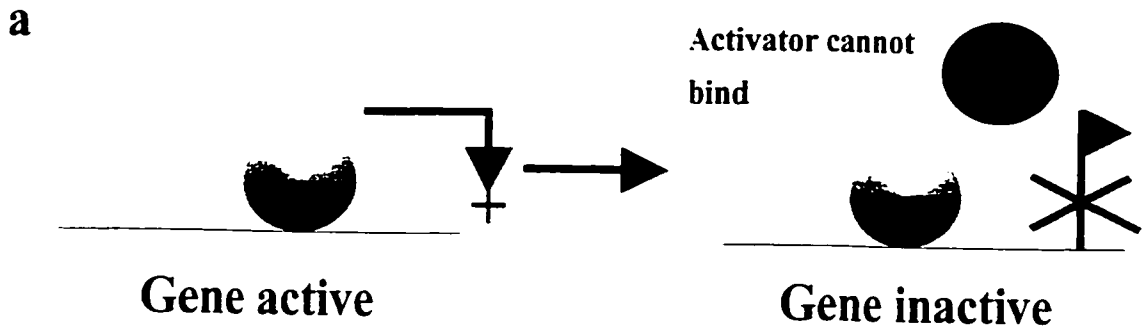 a
Activator cannot
bind
Gene active
Gene inactive